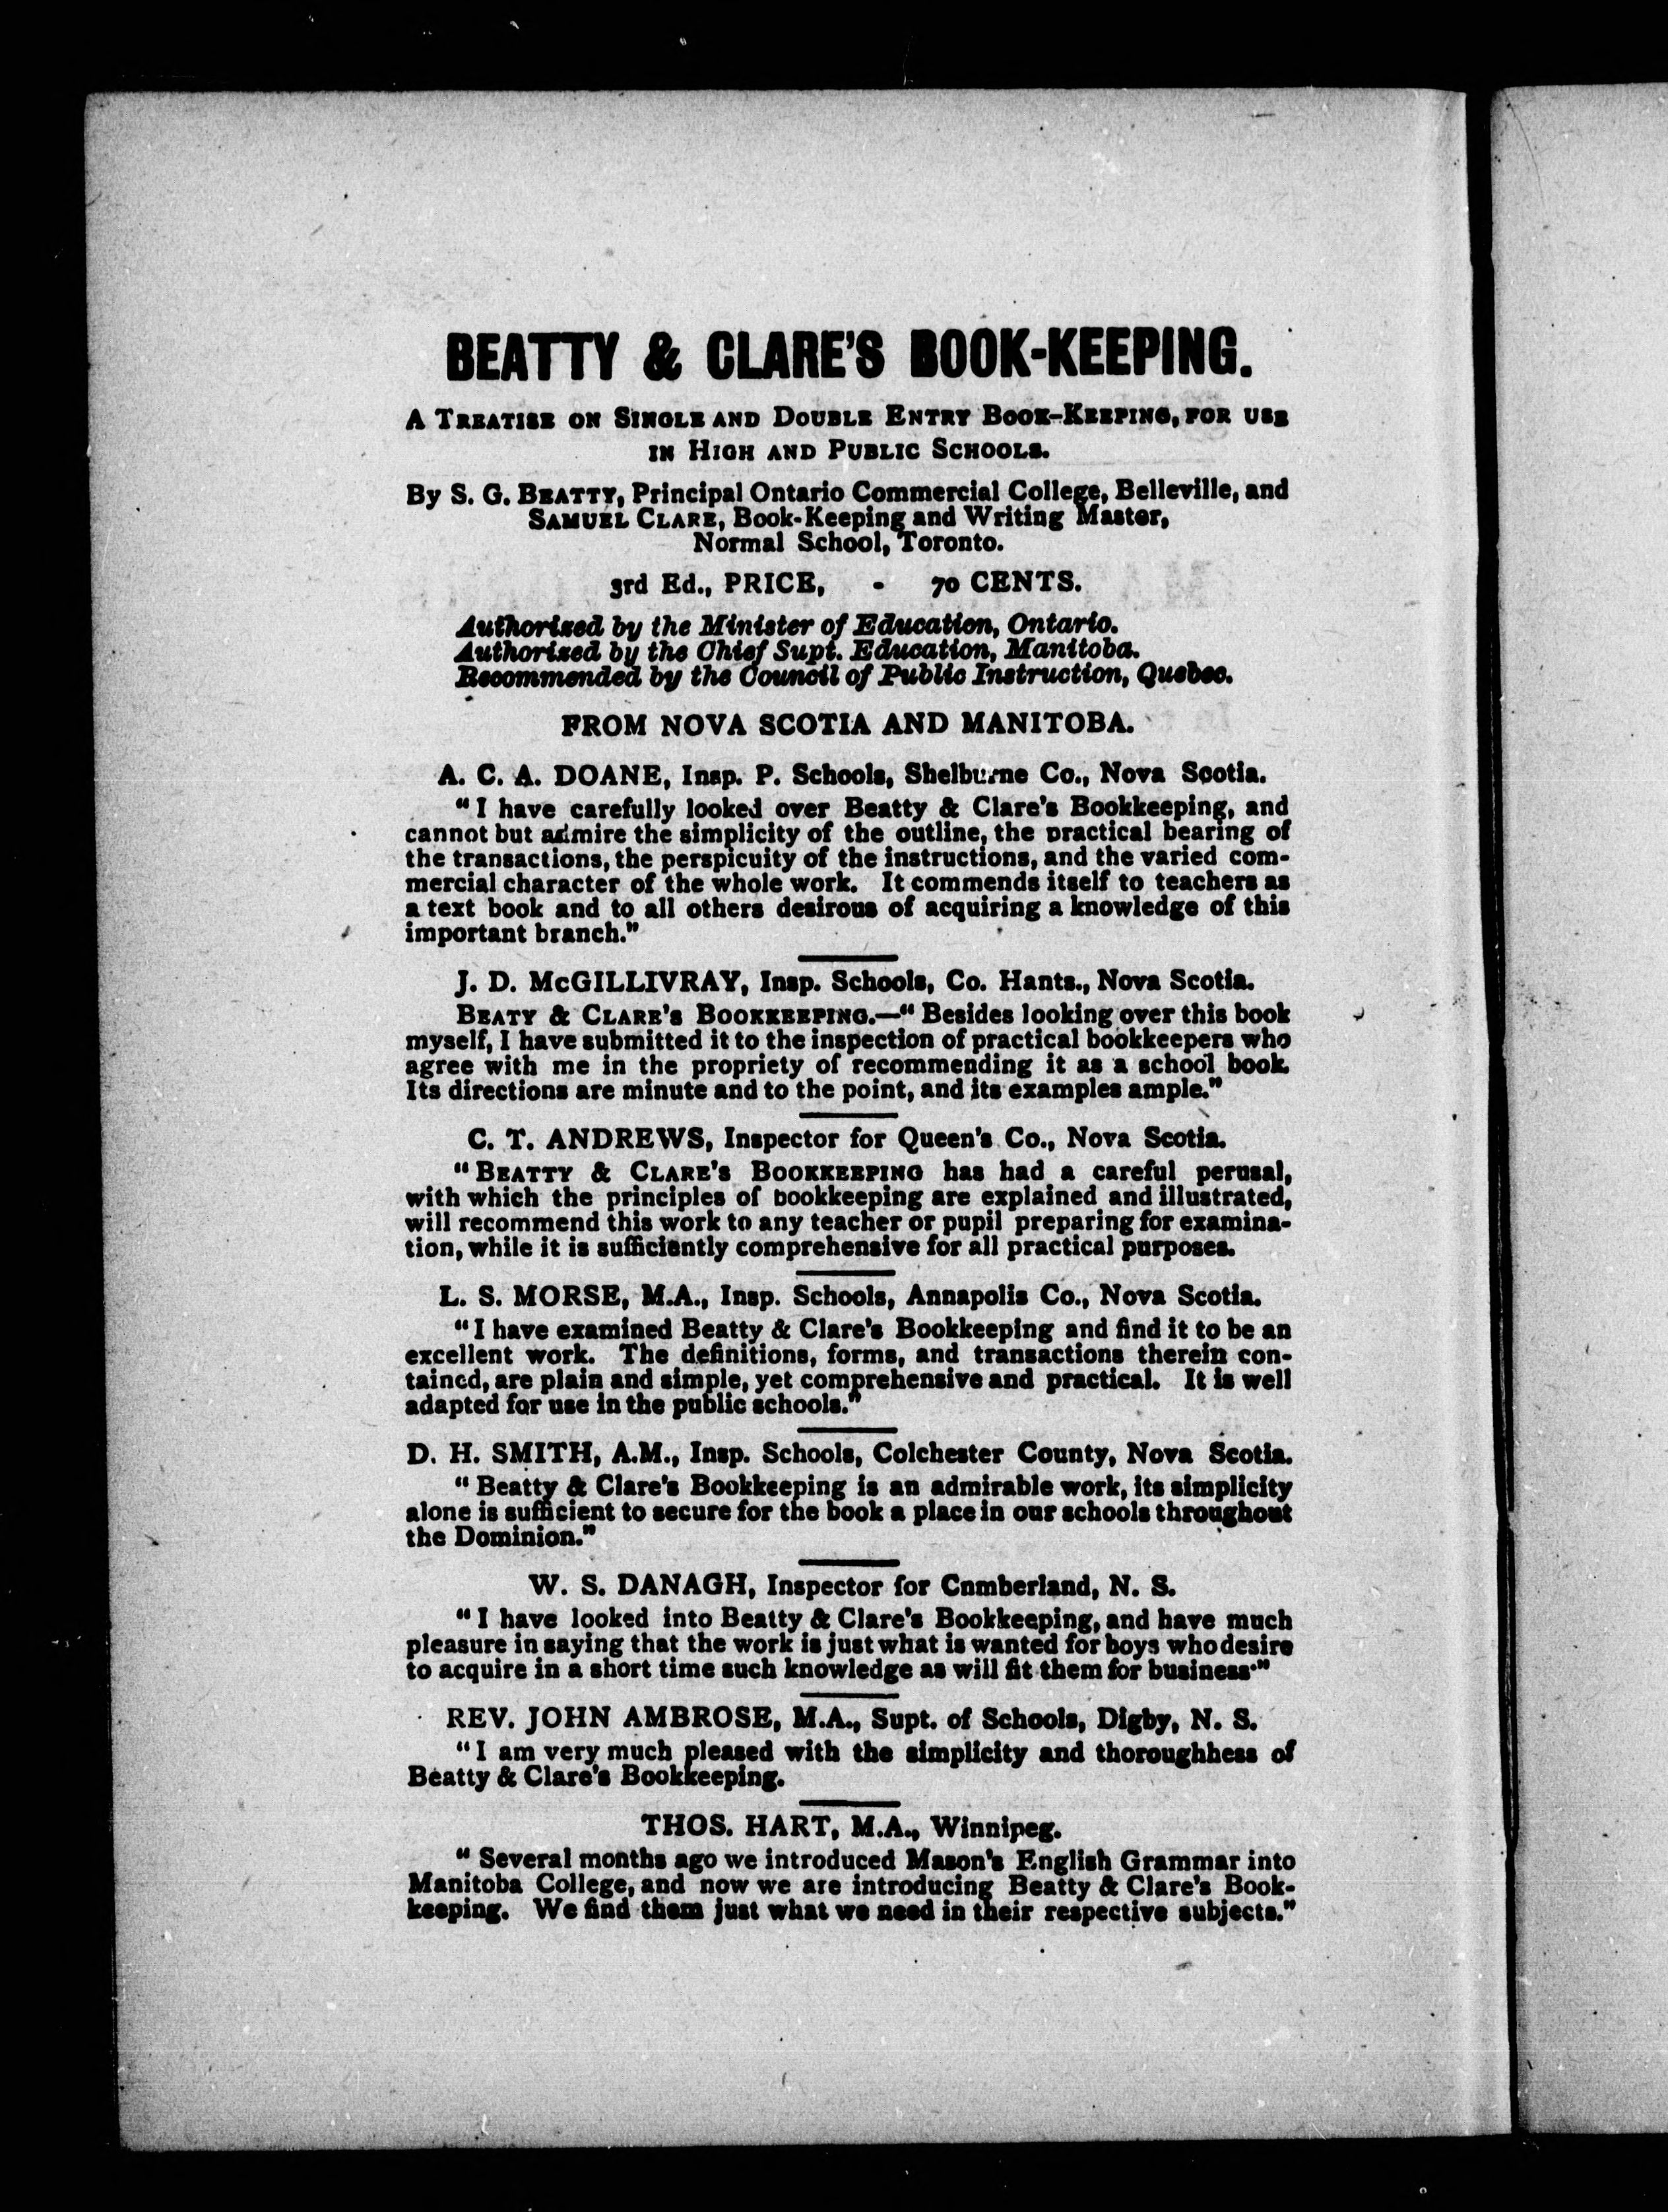 BEATTY & CLARE'S BOOK-KEEPING.
A TREATISE ON SINGLE AND DOUBLE ENTRY BOOK-KEEPING, FOR USE
IN HIGH AND PUBLIC SCHOOLS.
By S. G. BEATTY, Principal Ontario Commercial College, Belleville, and
SAMUEL CLARE, Book-Keeping and Writing Master,
Normal School, Toronto.
3rd Ed., PRICE, - 70 CENTS.
Authorized by the Minister of Education, Ontario.
Authorized by the Chief Supt. Education, Manitoba.
Recommended by the Council of Public Instruction, Quebec.
FROM NOVA SCOTIA AND MANITOBA.
A. C. A. DOANE, Insp. P. Schools, Shelburne Co., Nova Scotia.
"I have carefully looked over Beatty & Clare's Bookkeeping, and
cannot but admire the simplicity of the outline, the practical bearing of
the transactions, the perspicuity of the instructions, and the varied com-
mercial character of the whole work. It commends itself to teachers as
a text book and to all others desirous of acquiring a knowledge of this
important branch."
J. D. McGILLIVRAY, Insp. Schools, Co. Hants., Nova Scotia.
BEATY & CLARE'S BOOKKEEPING.—"Besides looking over this book
myself, I have submitted it to the inspection of practical bookkeepers who
agree with me in the propriety of recommending it as a school book.
Its directions are minute and to the point, and its examples ample."
C. T. ANDREWS, Inspector for Queen's Co., Nova Scotia.
"BEATTY & CLARE'S BOOKKEEPING has had a careful perusal,
with which the principles of bookkeeping are explained and illustrated,
will recommend this work to any teacher or pupil preparing for examina-
tion, while it is sufficiently comprehensive for all practical purposes.
L. S. MORSE, M.A., Insp. Schools, Annapolis Co., Nova Scotia.
"I have examined Beatty & Clare's Bookkeeping and find it to be an
excellent work. The definitions, forms, and transactions therein con-
tained, are plain and simple, yet comprehensive and practical. It is well
adapted for use in the public schools."
D. H. SMITH, A.M., Insp. Schools, Colchester County, Nova Scotia.
"Beatty & Clare's Bookkeeping is an admirable work, its simplicity
alone is sufficient to secure for the book a place in our schools throughout
the Dominion."
W. S. DANAGH, Inspector for Cnmberland, N. S.
"I have looked into Beatty & Clare's Bookkeeping, and have much
pleasure in saying that the work is just what is wanted for boys who desire
to acquire in a short time such knowledge as will fit them for business·"
REV. JOHN AMBROSE, M.A., Supt. of Schools, Digby, N. S.
"I am very much pleased with the simplicity and thoroughhess of
Beatty & Clare's Bookkeeping.
THOS. HART, M.A., Winnipeg.
"Several months ago we introduced Mason's English Grammar into
Manitoba College, and now we are introducing Beatty & Clare's Book-
keeping. We find them just what we need in their respective subjects."